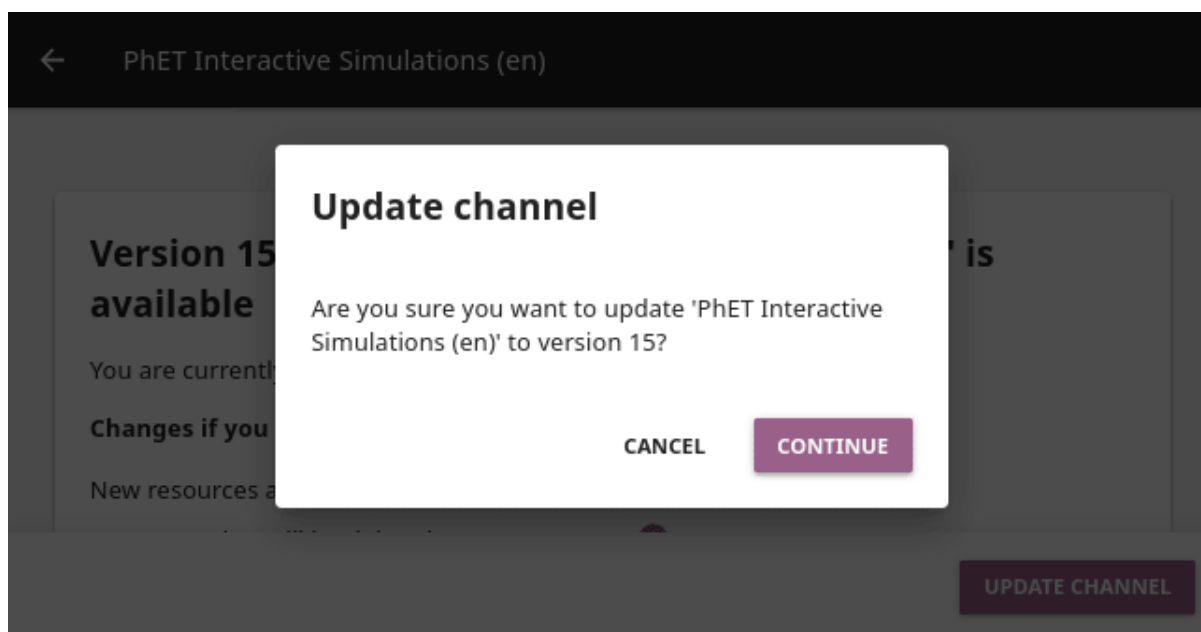 PhET Interactive Simulations (en)
Update channel
Version 15
' is
available
Are you sure you want to update 'PhET Interactive
Simulations (en)' to version 15?
You are currently
Changes if you
CANCEL
CONTINUE
New resources a
UPDATE CHANNEL